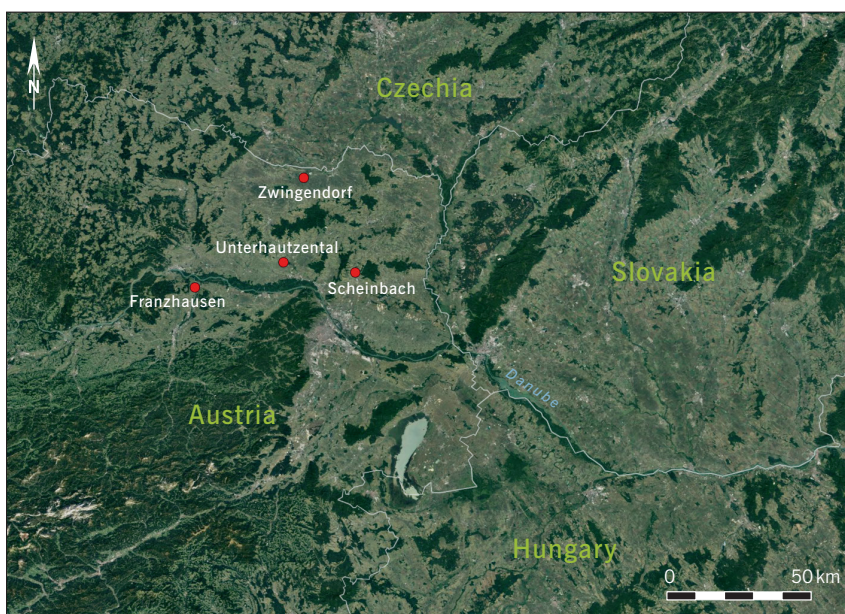 N
Czechia
Zwingendorf
Unterhautzental
Slovakia
Scheinbach
Franzhausen
Danube
Austria
Hungary
0 50 km